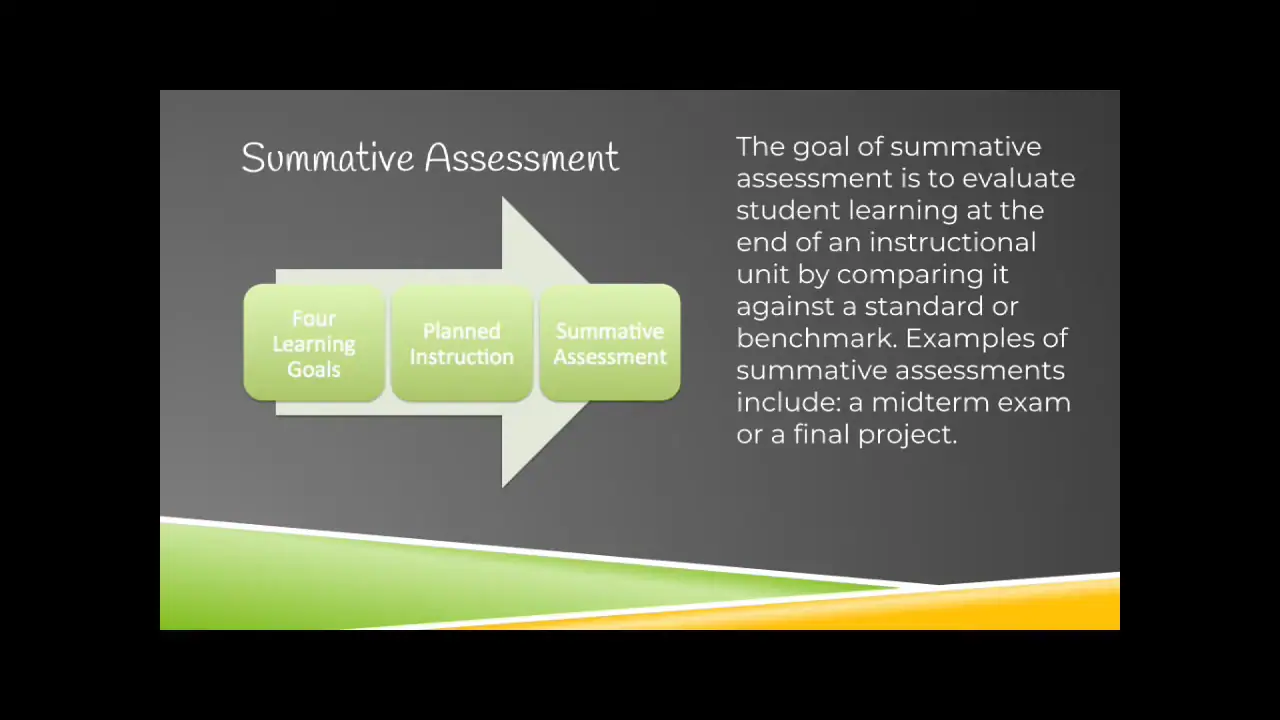 Summative Assessment
Four
Learning
Goals
Planned
Instruction
Summative
Assessment
The goal of summative
assessment is to evaluate
student learning at the
end of an instructional
unit by comparing it
against a standard or
benchmark. Examples of
summative assessments
include: a midterm exam
or a final project.